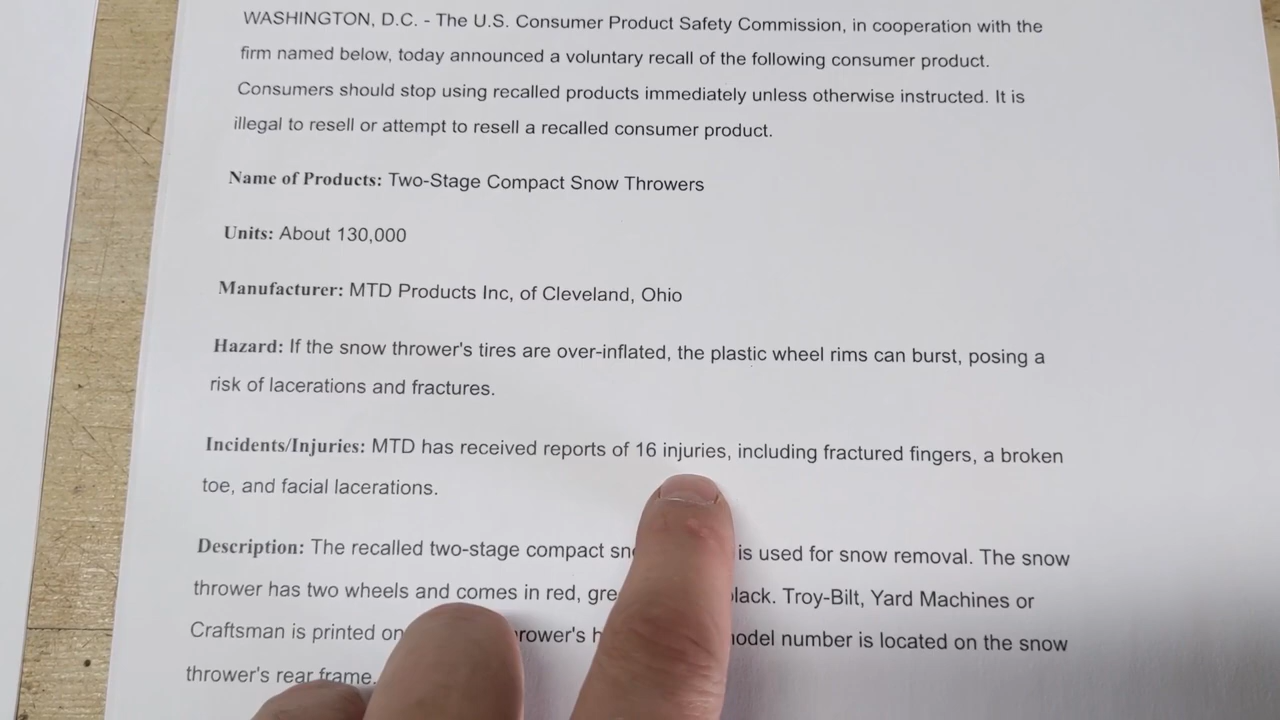 WASHINGTON, D.C. - The U.S. Consumer Product Safety Commission, in cooperation with the
firm named below, today announced a voluntary recall of the following consumer product.
Consumers should stop using recalled products immediately unless otherwise instructed. It is
illegal to resell or attempt to resell a recalled consumer product.
Name of Products: Two-Stage Compact Snow Throwers
Units: About 130,000
Manufacturer: MTD Products Inc, of Cleveland, Ohio
Hazard: If the snow thrower's tires are over-inflated, the plastic wheel rims can burst, posing a
risk of lacerations and fractures.
Incidents/Injuries: MTD has received reports of 16 injuries, including fractured fingers, a broken
toe, and facial lacerations.
Description: The recalled two-stage compact is used for snow removal. The snow
thrower has two wheels and comes in red, Troy-Bilt, Yard Machines or
Craftsman is printed on number is located on the snow
thrower's rear frame.